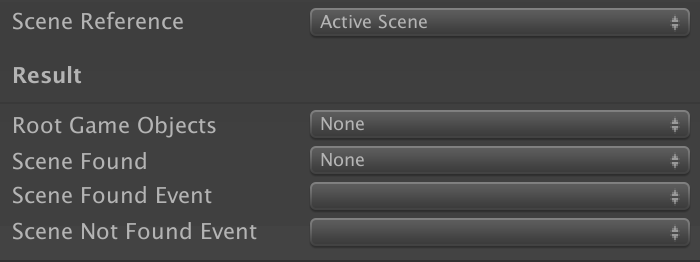 Scene Reference Active Scene
Result
Root Game Objects None
Scene Found None
Scene Found Event
Scene Not Found Event